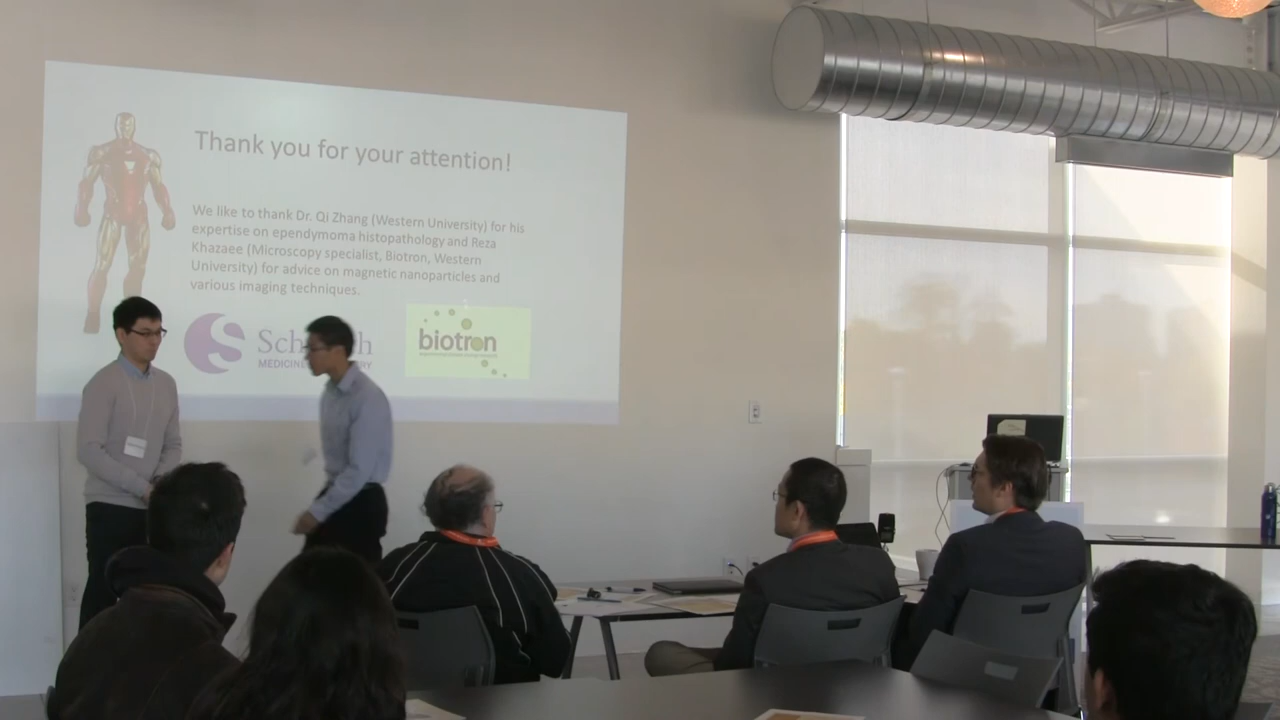 Thank you for your attention!
We like to thank Dr. Qi Zhang (Western University) for his
expertise on ependymoma histopathology and Reza
Khazaee (Microscopy specialist, Biotron, Western
University) for advice on magnetic nanoparticles and
various imaging techniques.
biotron